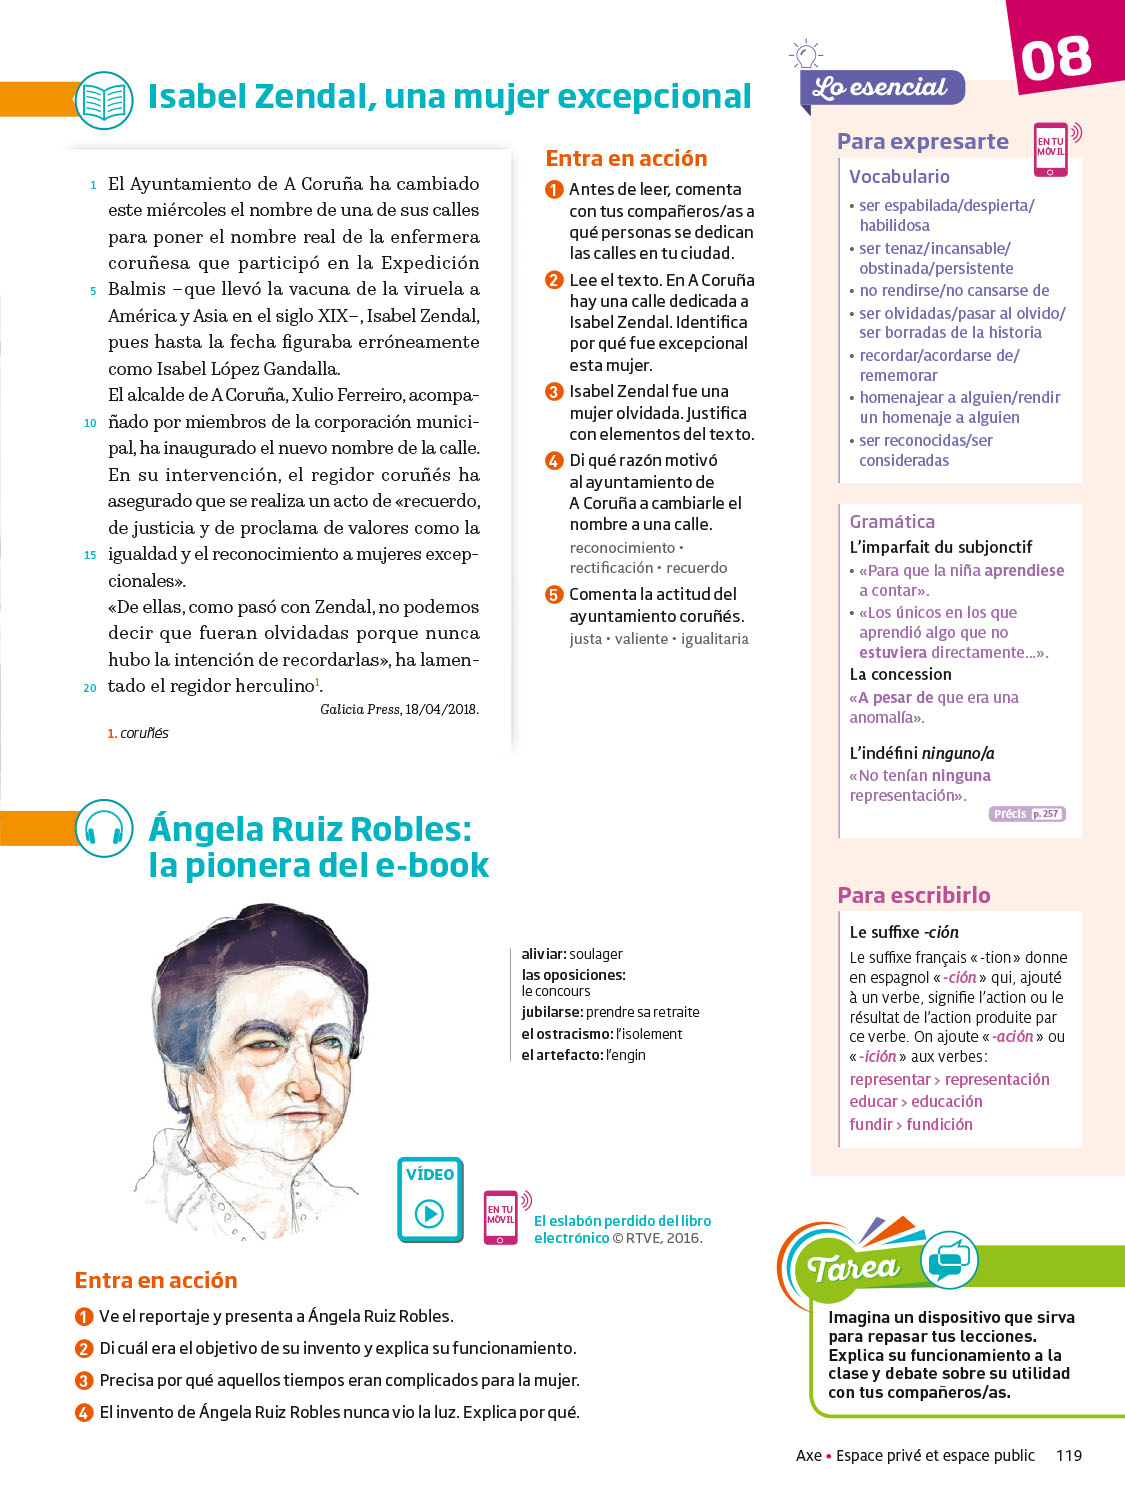 08
Isabel Zendal, una mujer excepcional
1 El Ayuntamiento de A Coruña ha cambiado
este miércoles el nombre de una de sus calles
para poner el nombre real de la enfermera
coruñesa que participó en la Expedición
5 Balmis –que llevó la vacuna de la viruela a
América y Asia en el siglo XIX–, Isabel Zendal,
pues hasta la fecha figuraba erróneamente
como Isabel López Gandalla.
El alcalde de A Coruña, Xulio Ferreiro, acompa-
10 ñado por miembros de la corporación munici-
pal, ha inaugurado el nuevo nombre de la calle.
En su intervención, el regidor coruñés ha
asegurado que se realiza un acto de «recuerdo,
de justicia y de proclama de valores como la
15 igualdad y el reconocimiento a mujeres excep-
cionales».
«De ellas, como pasó con Zendal, no podemos
decir que fueran olvidadas porque nunca
hubo la intención de recordarlas», ha lamen-
20 tado el regidor herculino1.
Galicia Press, 18/04/2018.
1. coruñés
Entra en acción
1 Antes de leer, comenta
con tus compañeros/as a
qué personas se dedican
las calles en tu ciudad.
2 Lee el texto. En A Coruña
hay una calle dedicada a
Isabel Zendal. Identifica
por qué fue excepcional
esta mujer.
3 Isabel Zendal fue una
mujer olvidada. Justifica
con elementos del texto.
4 Di qué razón motivó
al ayuntamiento de
A Coruña a cambiarle el
nombre a una calle.
reconocimiento •
rectificación • recuerdo
5 Comenta la actitud del
ayuntamiento coruñés.
justa • valiente • igualitaria
Ángela Ruiz Robles:
la pionera del e-book
aliviar: soulager
las oposiciones:
le concours
jubilarse: prendre sa retraite
el ostracismo: l'isolement
el artefacto: l'engin
VÍDEO
EN TU
MÓVIL
El eslabón perdido del libro
electrónico © RTVE, 2016.
Entra en acción
1 Ve el reportaje y presenta a Ángela Ruiz Robles.
2 Di cuál era el objetivo de su invento y explica su funcionamiento.
3 Precisa por qué aquellos tiempos eran complicados para la mujer.
4 El invento de Ángela Ruiz Robles nunca vio la luz. Explica por qué.
Lo esencial
Para expresarte
EN TU
MÓVIL
Vocabulario
• ser espabilada/despierta/
habilidosa
• ser tenaz/incansable/
obstinada/persistente
• no rendirse/no cansarse de
• ser olvidadas/pasar al olvido/
ser borradas de la historia
• recordar/acordarse de/
rememorar
• homenajear a alguien/rendir
un homenaje a alguien
• ser reconocidas/ser
consideradas
Gramática
L'imparfait du subjonctif
• «Para que la niña aprendiese
a contar».
• «Los únicos en los que
aprendió algo que no
estuviera directamente...».
La concession
«A pesar de que era una
anomalía».
L'indéfini ninguno/a
«No tenían ninguna
representación».
Précis p. 257
Para escribirlo
Le suffixe -ción
Le suffixe français « -tion » donne
en espagnol « -ción » qui, ajouté
à un verbe, signifie l'action ou le
résultat de l'action produite par
ce verbe. On ajoute « -ación » ou
« -ición » aux verbes :
representar > representación
educar > educación
fundir > fundición
Tarea
Imagina un dispositivo que sirva
para repasar tus lecciones.
Explica su funcionamiento a la
clase y debate sobre su utilidad
con tus compañeros/as.
Axe • Espace privé et espace public 119